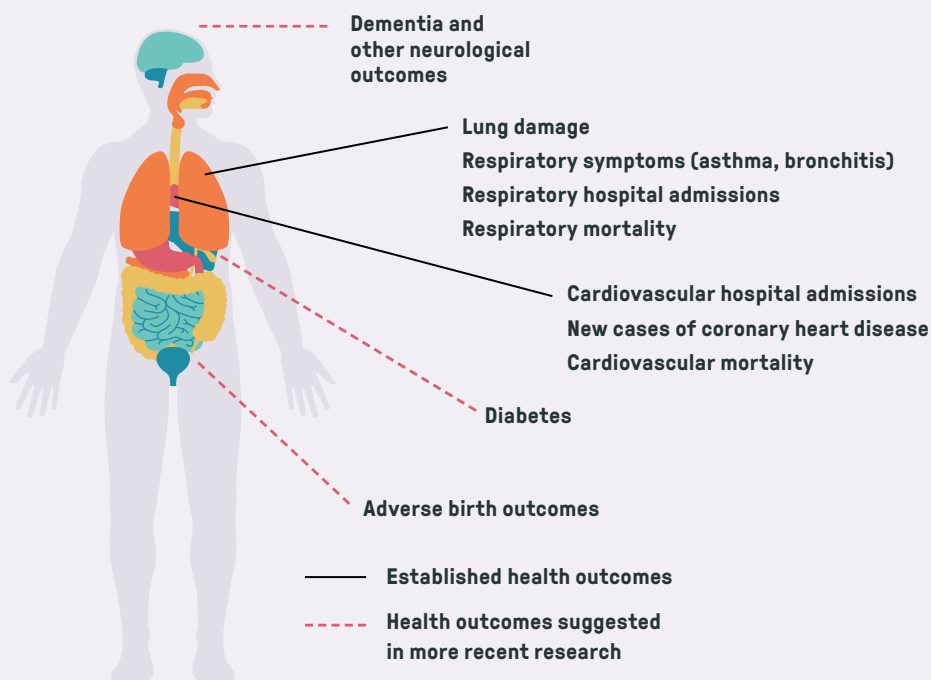 Dementia and
other neurological
outcomes
Lung damage
Respiratory symptoms (asthma, bronchitis)
Respiratory hospital admissions
Respiratory mortality
Cardiovascular hospital admissions
New cases of coronary heart disease
Cardiovascular mortality
Diabetes
Adverse birth outcomes
Established health outcomes
Health outcomes suggested
in more recent research